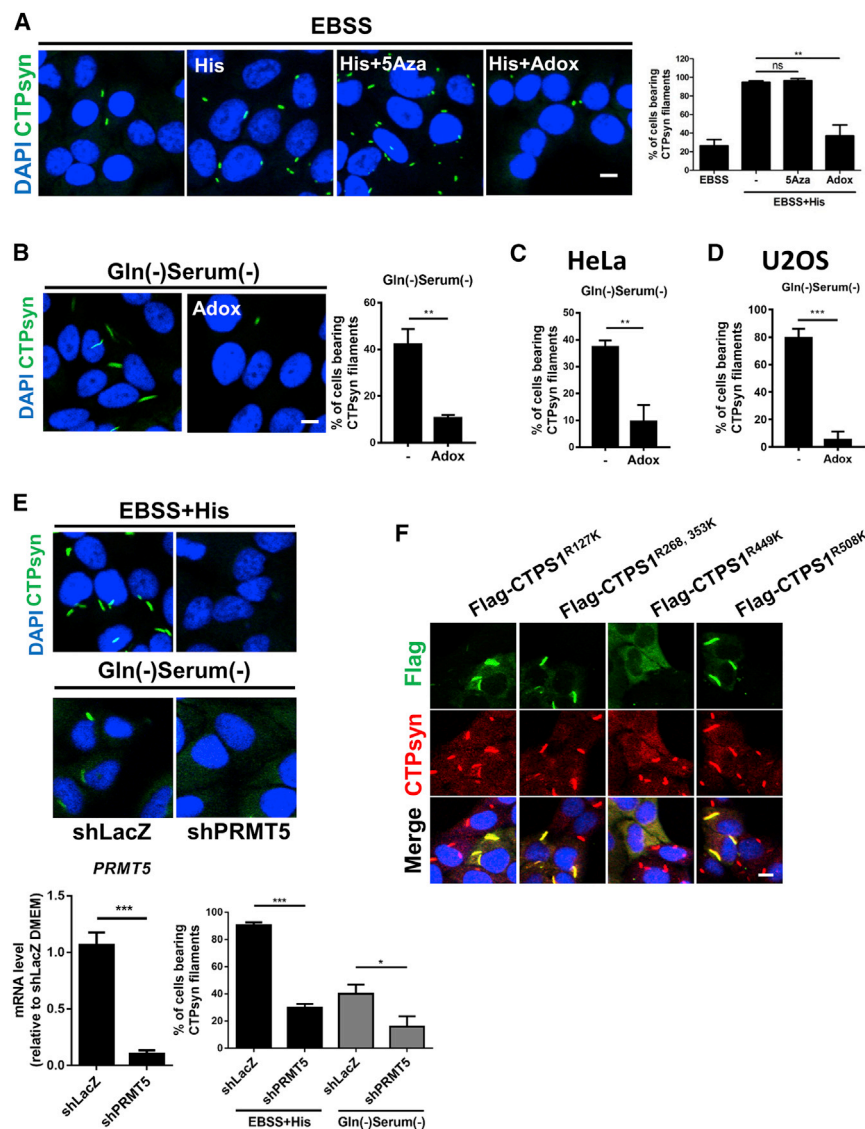 A
EBSS
DAPI CTPsyn
His
His+5Aza
His+Adox
% of cells bearing
CTPsyn filaments
120
100
80
60
40
20
0
**
ns
EBSS
-
5Aza
Adox
EBSS+His
B
Gln(-)Serum(-)
DAPI CTPsyn
Adox
Gln(-)Serum(-)
% of cells bearing
CTPsyn filaments
60
40
20
0
**
-
Adox
C
HeLa
Gln(-)Serum(-)
% of cells bearing
CTPsyn filaments
50
40
30
20
10
0
**
-
Adox
D
U2OS
Gln(-)Serum(-)
% of cells bearing
CTPsyn filaments
100
80
60
40
20
0
***
-
Adox
E
EBSS+His
DAPI CTPsyn
Gln(-)Serum(-)
shLacZ
shPRMT5
PRMT5
mRNA level
(relative to shLacZ DMEM)
1.5
1.0
0.5
0.0
***
shLacZ
shPRMT5
% of cells bearing
CTPsyn filaments
100
80
60
40
20
0
***
*
shLacZ
shPRMT5
shLacZ
shPRMT5
EBSS+His
Gln(-)Serum(-)
F
Flag-CTPS1R127K
Flag-CTPS1R268, 353K
Flag-CTPS1R449K
Flag-CTPS1R508K
Flag
CTPsyn
Merge